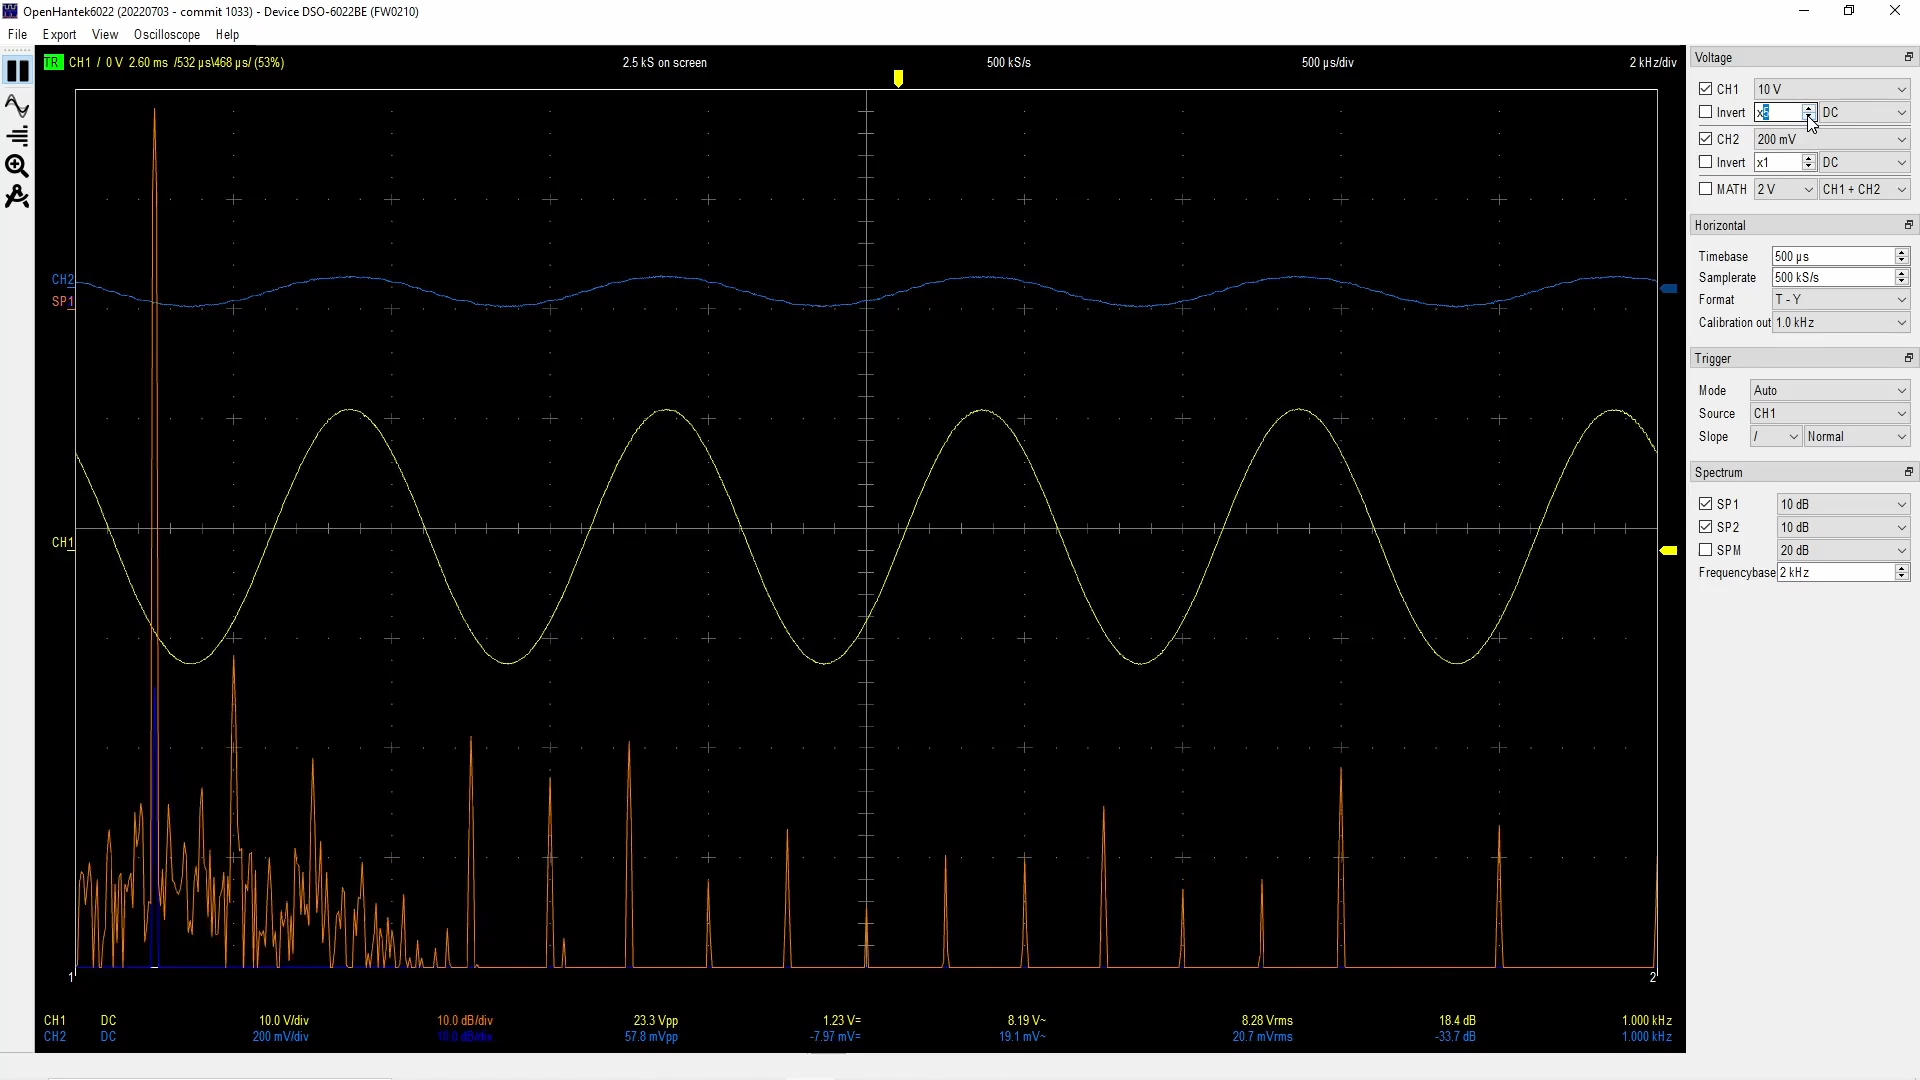 OpenHantek6022 (20220703 - commit 1033) - Device DSO-6022BE (FW0210)
File Export View Oscilloscope Help
TR CH1 / 0 V 2.60 ms /532 µs\468 µs/ (53%) 2.5 kS on screen 500 kS/s 500 µs/div 2 kHz/div
CH2
SP1
CH1
1 2
CH1 DC 10.0 V/div 10.0 dB/div 23.3 Vpp 1.23 V= 8.19 V~ 8.28 Vrms 18.4 dB 1.000 kHz
CH2 DC 200 mV/div 10.0 dB/div 57.8 mVpp -7.97 mV= 19.1 mV~ 20.7 mVrms -33.7 dB 1.000 kHz
Voltage
CH1 10 V
Invert x5 DC
CH2 200 mV
Invert x1 DC
MATH 2 V CH1 + CH2
Horizontal
Timebase 500 µs
Samplerate 500 kS/s
Format T - Y
Calibration out 1.0 kHz
Trigger
Mode Auto
Source CH1
Slope / Normal
Spectrum
SP1 10 dB
SP2 10 dB
SPM 20 dB
Frequencybase 2 kHz